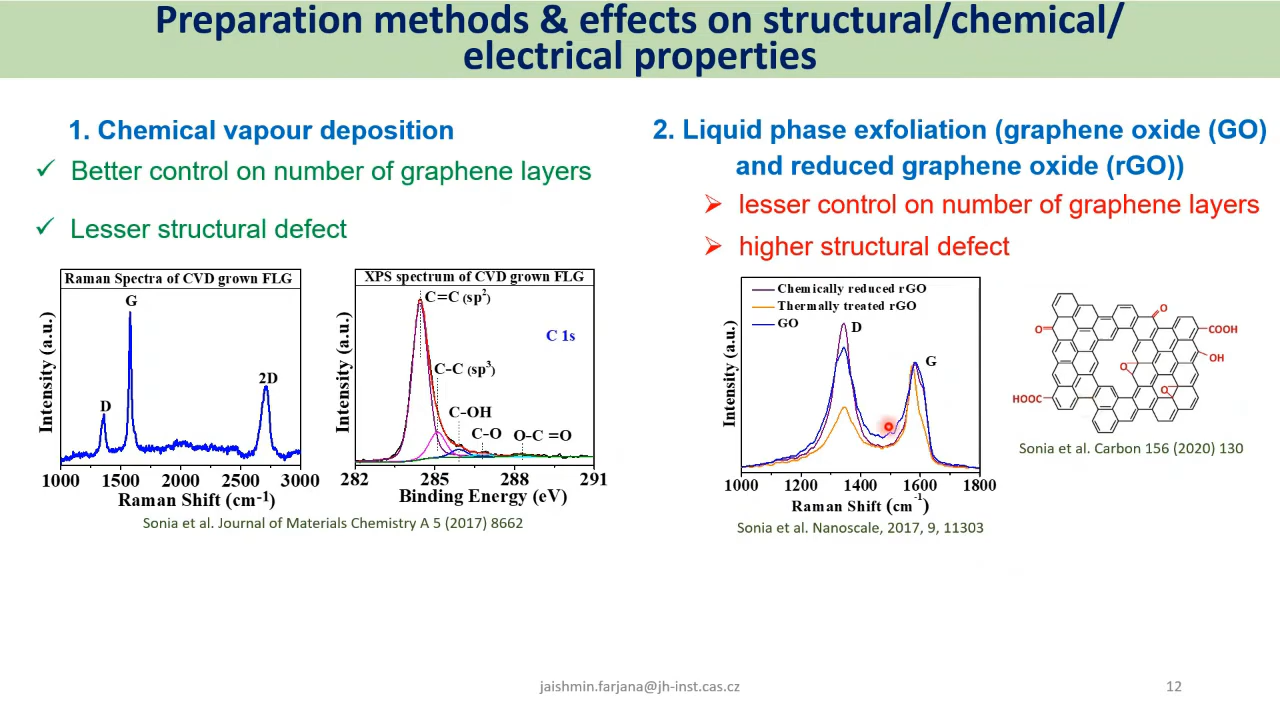 Preparation methods & effects on structural/chemical/
electrical properties
1. Chemical vapour deposition
✓ Better control on number of graphene layers
✓ Lesser structural defect
Raman Spectra of CVD grown FLG
G
D
2D
Intensity (a.u.)
1000 1500 2000 2500 3000
Raman Shift (cm-1)
XPS spectrum of CVD grown FLG
C=C (sp2)
C 1s
C-C (sp3)
C-OH
C-O
O-C=O
Intensity (a.u.)
282 285 288 291
Binding Energy (eV)
Sonia et al. Journal of Materials Chemistry A 5 (2017) 8662
2. Liquid phase exfoliation (graphene oxide (GO)
and reduced graphene oxide (rGO))
➢ lesser control on number of graphene layers
➢ higher structural defect
Chemically reduced rGO
Thermally treated rGO
GO
D
G
Intensity (a.u.)
1000 1200 1400 1600 1800
Raman Shift (cm-1)
Sonia et al. Nanoscale, 2017, 9, 11303
O
O
COOH
OH
O
O
HOOC
Sonia et al. Carbon 156 (2020) 130
jaishmin.farjana@jh-inst.cas.cz
12